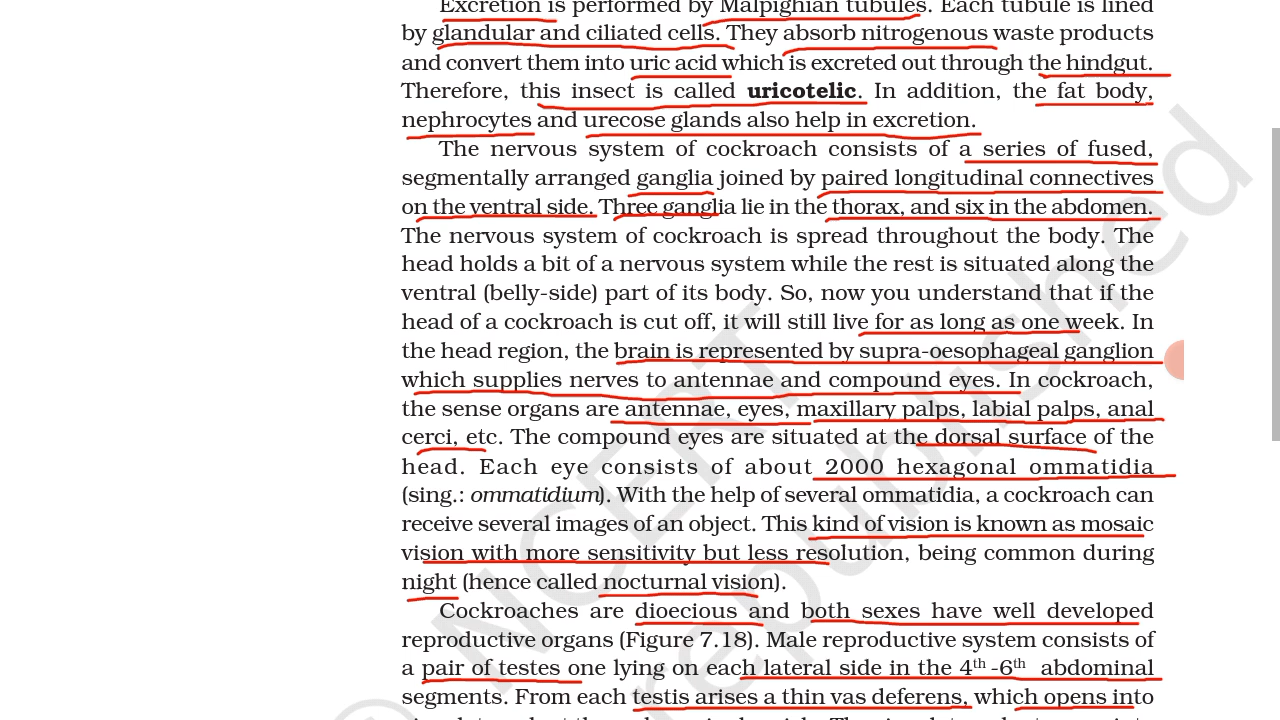 Excretion is performed by Malpighian tubules. Each tubule is lined
by glandular and ciliated cells. They absorb nitrogenous waste products
and convert them into uric acid which is excreted out through the hindgut.
Therefore, this insect is called uricotelic. In addition, the fat body,
nephrocytes and urecose glands also help in excretion.
The nervous system of cockroach consists of a series of fused,
segmentally arranged ganglia joined by paired longitudinal connectives
on the ventral side. Three ganglia lie in the thorax, and six in the abdomen.
The nervous system of cockroach is spread throughout the body. The
head holds a bit of a nervous system while the rest is situated along the
ventral (belly-side) part of its body. So, now you understand that if the
head of a cockroach is cut off, it will still live for as long as one week. In
the head region, the brain is represented by supra-oesophageal ganglion
which supplies nerves to antennae and compound eyes. In cockroach,
the sense organs are antennae, eyes, maxillary palps, labial palps, anal
cerci, etc. The compound eyes are situated at the dorsal surface of the
head. Each eye consists of about 2000 hexagonal ommatidia
(sing.: ommatidium). With the help of several ommatidia, a cockroach can
receive several images of an object. This kind of vision is known as mosaic
vision with more sensitivity but less resolution, being common during
night (hence called nocturnal vision).
Cockroaches are dioecious and both sexes have well developed
reproductive organs (Figure 7.18). Male reproductive system consists of
a pair of testes one lying on each lateral side in the 4th -6th abdominal
segments. From each testis arises a thin vas deferens, which opens into
© NCERT
republished